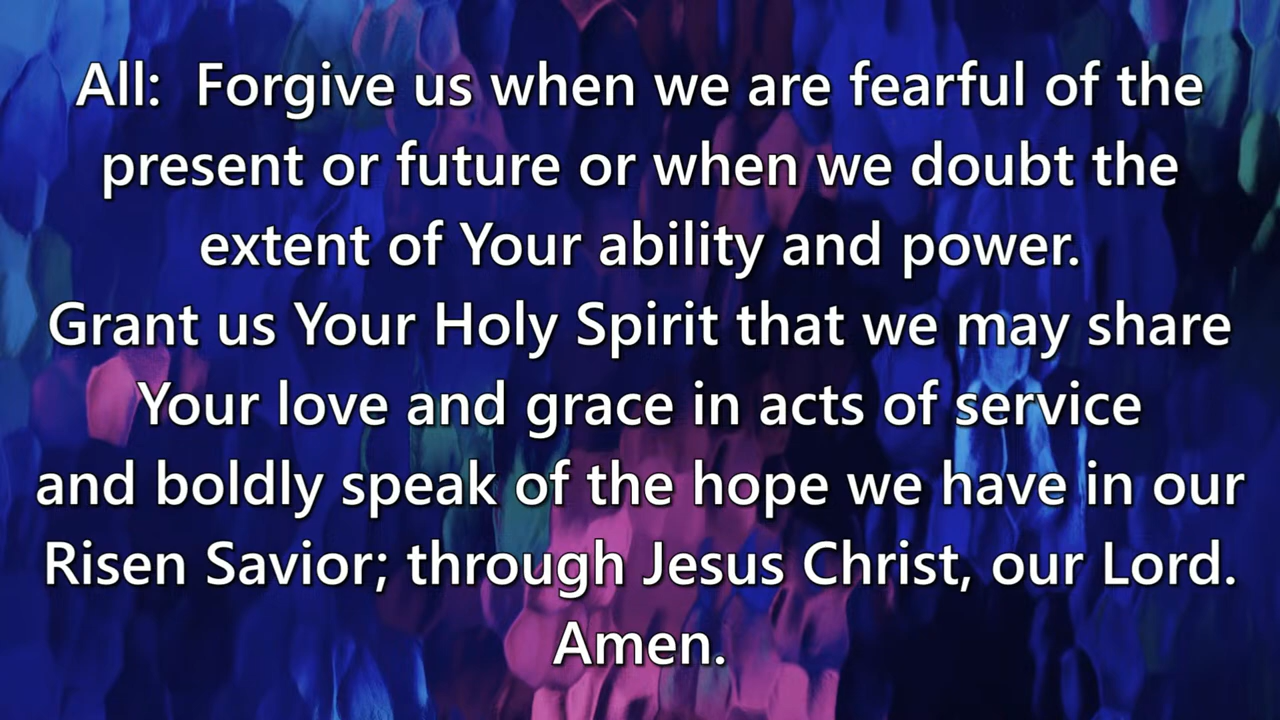 All:  Forgive us when we are fearful of the
present or future or when we doubt the
extent of Your ability and power.
Grant us Your Holy Spirit that we may share
Your love and grace in acts of service
and boldly speak of the hope we have in our
Risen Savior; through Jesus Christ, our Lord.
Amen.